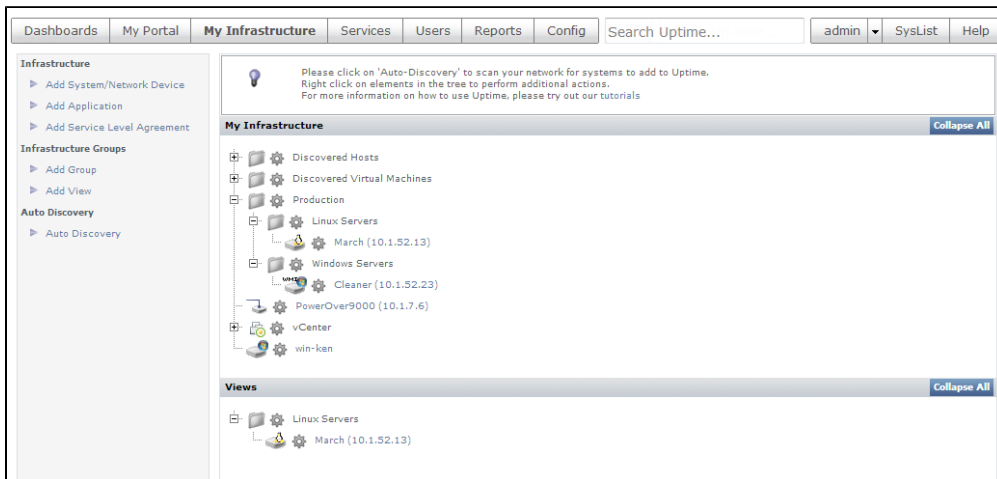 Dashboards My Portal My Infrastructure Services Users Reports Config Search Uptime... admin SysList Help
Infrastructure
Add System/Network Device
Add Application
Add Service Level Agreement
Infrastructure Groups
Add Group
Add View
Auto Discovery
Auto Discovery
Please click on 'Auto-Discovery' to scan your network for systems to add to Uptime.
Right click on elements in the tree to perform additional actions.
For more information on how to use Uptime, please try out our tutorials
My Infrastructure Collapse All
Discovered Hosts
Discovered Virtual Machines
Production
Linux Servers
March (10.1.52.13)
Windows Servers
WMI Cleaner (10.1.52.23)
PowerOver9000 (10.1.7.6)
vCenter
win-ken
Views Collapse All
Linux Servers
March (10.1.52.13)